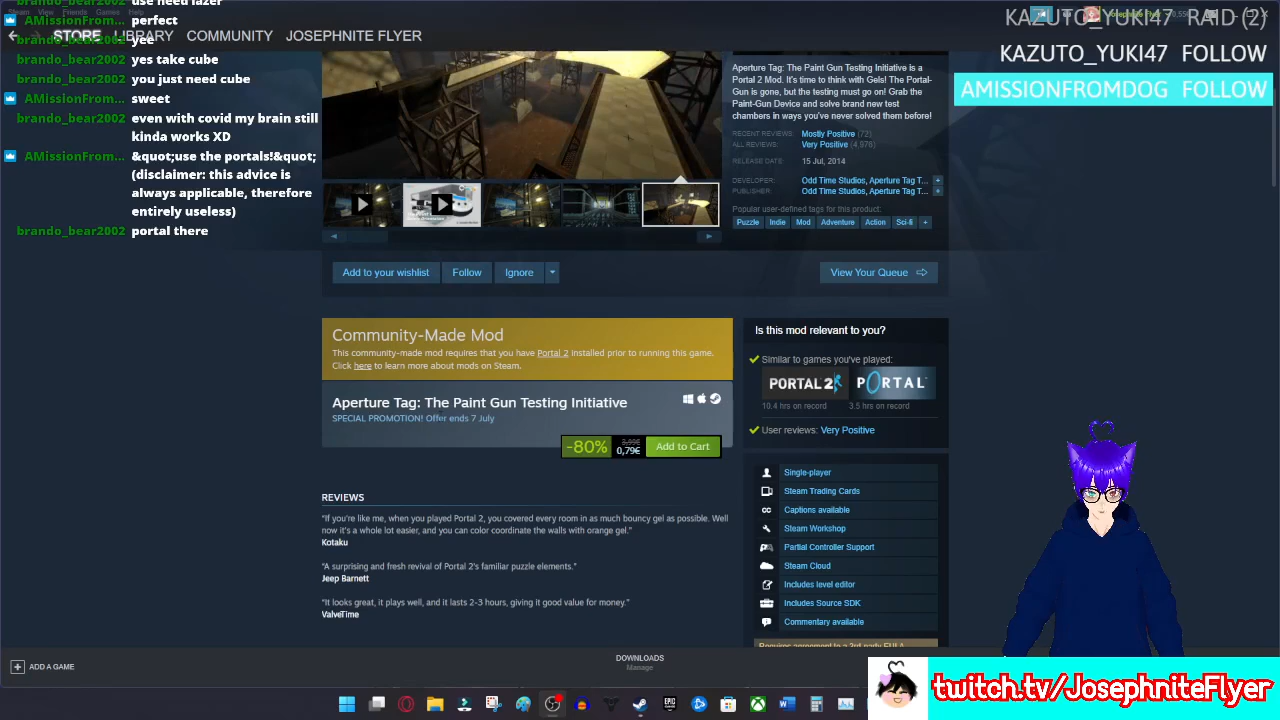 Steam View Friends Games Help
STORE LIBRARY COMMUNITY JOSEPHNITE FLYER
KAZUTO_YUKI47 RAID (2)
KAZUTO_YUKI47 FOLLOW
AMISSIONFROMDOG FOLLOW
brando_bear2002 use need lazer
AMissionFrom... perfect
brando_bear2002 yee
brando_bear2002 yes take cube
brando_bear2002 you just need cube
AMissionFrom... sweet
brando_bear2002 even with covid my brain still
kinda works XD
AMissionFrom... &quot;use the portals!&quot;
(disclaimer: this advice is
always applicable, therefore
entirely useless)
brando_bear2002 portal there
Aperture Tag: The Paint Gun Testing Initiative is a
Portal 2 Mod. It's time to think with Gels! The Portal-
Gun is gone, but the testing must go on! Grab the
Paint-Gun Device and solve brand new test
chambers in ways you've never solved them before!
RECENT REVIEWS: Mostly Positive (72)
ALL REVIEWS: Very Positive (4,976)
RELEASE DATE: 15 Jul, 2014
DEVELOPER: Odd Time Studios, Aperture Tag T... +
PUBLISHER: Odd Time Studios, Aperture Tag T... +
Popular user-defined tags for this product:
Puzzle Indie Mod Adventure Action Sci-fi +
Add to your wishlist Follow Ignore
View Your Queue
Community-Made Mod
This community-made mod requires that you have Portal 2 installed prior to running this game.
Click here to learn more about mods on Steam.
Aperture Tag: The Paint Gun Testing Initiative
SPECIAL PROMOTION! Offer ends 7 July
-80% 3,99€ 0,79€ Add to Cart
REVIEWS
“If you're like me, when you played Portal 2, you covered every room in as much bouncy gel as possible. Well
now it's a whole lot easier, and you can color coordinate the walls with orange gel.”
Kotaku
“A surprising and fresh revival of Portal 2's familiar puzzle elements.”
Jeep Barnett
“It looks great, it plays well, and it lasts 2-3 hours, giving it good value for money.”
ValveTime
Is this mod relevant to you?
Similar to games you've played:
PORTAL 2 PORTAL
10.4 hrs on record 3.5 hrs on record
User reviews: Very Positive
Single-player
Steam Trading Cards
Captions available
Steam Workshop
Partial Controller Support
Steam Cloud
Includes level editor
Includes Source SDK
Commentary available
Requires agreement to a 3rd-party EULA
ADD A GAME
DOWNLOADS
Manage
twitch.tv/JosephniteFlyer